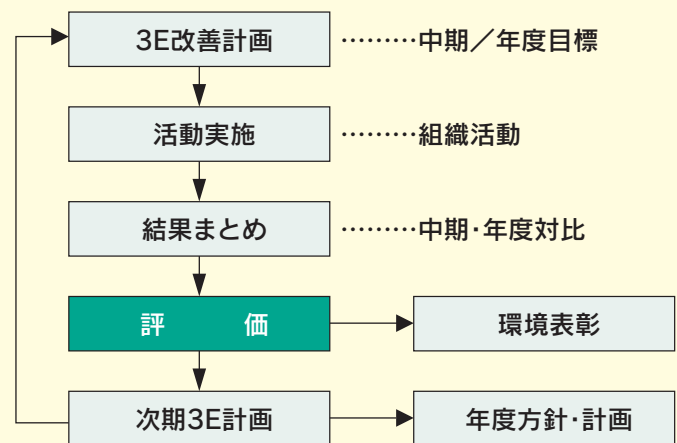 3E改善計画 ………中期／年度目標
活動実施 ………組織活動
結果まとめ ………中期・年度対比
評　　価 環境表彰
次期3E計画 年度方針・計画